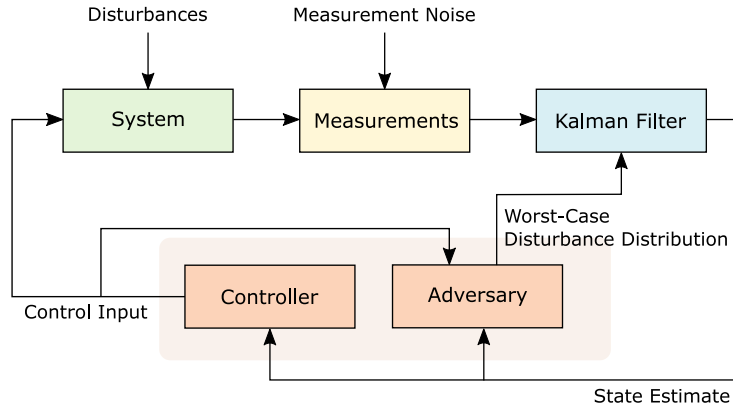 Disturbances
Measurement Noise
System
Measurements
Kalman Filter
Worst-Case
Disturbance Distribution
Controller
Adversary
Control Input
State Estimate